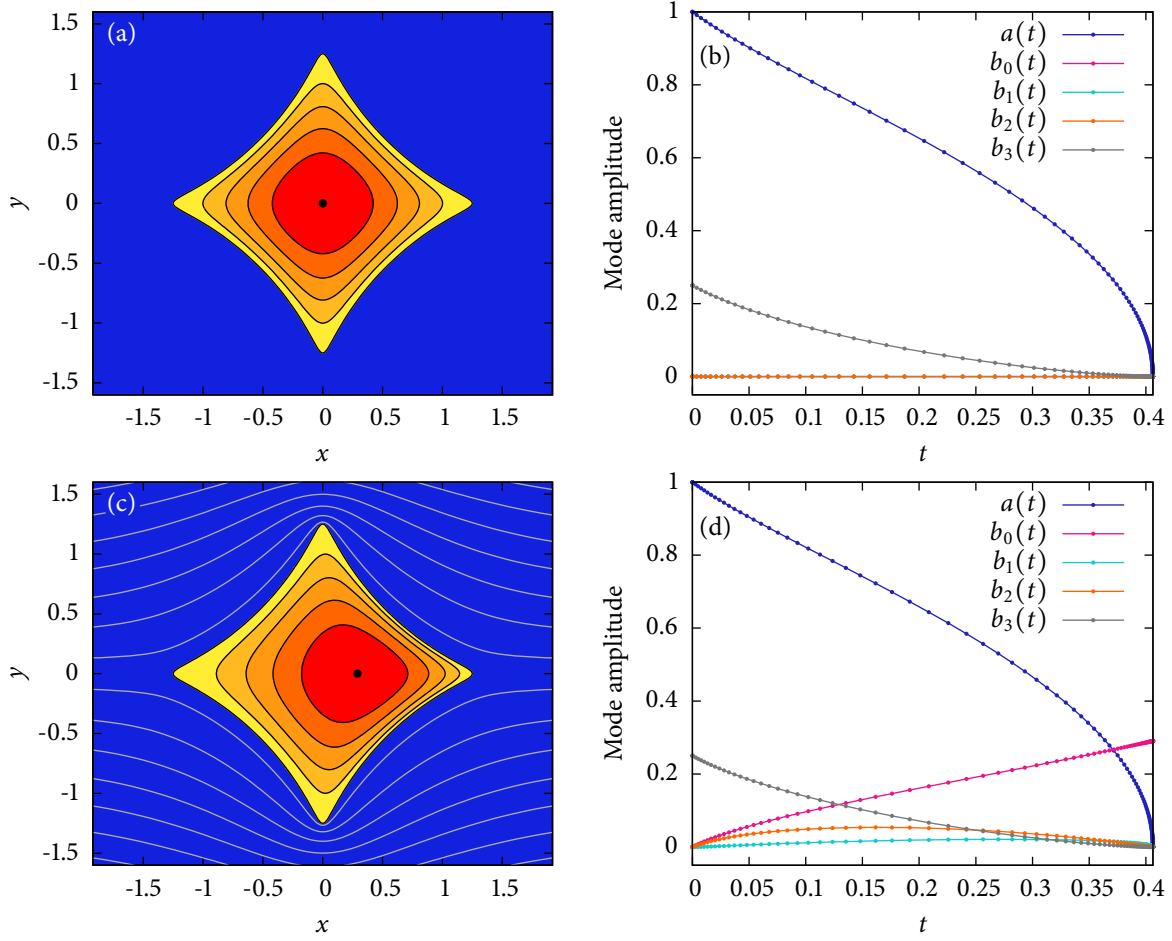 (a)
1.5
1
0.5
0
-0.5
-1
-1.5
y
-1.5 -1 -0.5 0 0.5 1 1.5
x
(b)
a(t)
b₀(t)
b₁(t)
b₂(t)
b₃(t)
1
0.8
0.6
0.4
0.2
0
Mode amplitude
0 0.05 0.1 0.15 0.2 0.25 0.3 0.35 0.4
t
(c)
1.5
1
0.5
0
-0.5
-1
-1.5
y
-1.5 -1 -0.5 0 0.5 1 1.5
x
(d)
a(t)
b₀(t)
b₁(t)
b₂(t)
b₃(t)
1
0.8
0.6
0.4
0.2
0
Mode amplitude
0 0.05 0.1 0.15 0.2 0.25 0.3 0.35 0.4
t